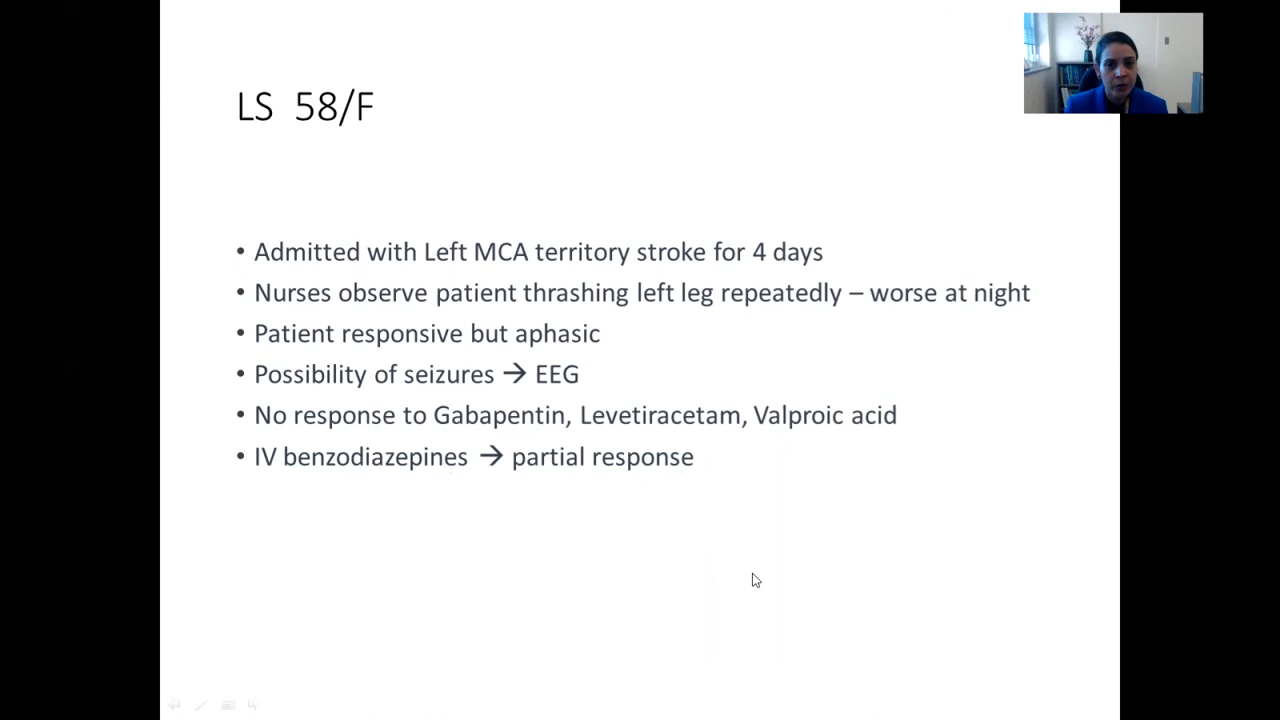 LS 58/F
• Admitted with Left MCA territory stroke for 4 days
• Nurses observe patient thrashing left leg repeatedly – worse at night
• Patient responsive but aphasic
• Possibility of seizures → EEG
• No response to Gabapentin, Levetiracetam, Valproic acid
• IV benzodiazepines → partial response